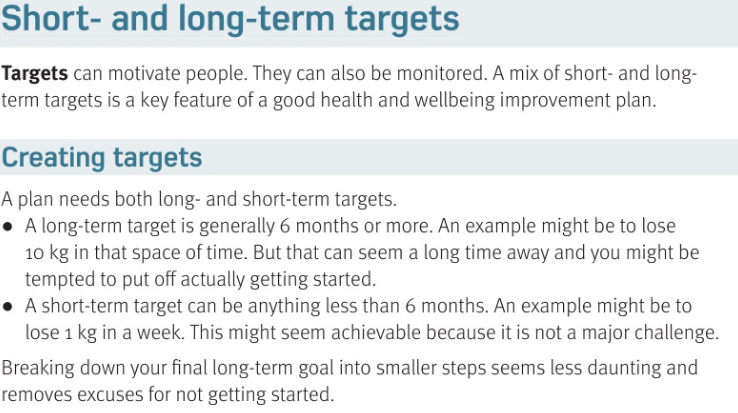 Short- and long-term targets
Targets can motivate people. They can also be monitored. A mix of short- and long-
term targets is a key feature of a good health and wellbeing improvement plan.
Creating targets
A plan needs both long- and short-term targets.
● A long-term target is generally 6 months or more. An example might be to lose
10 kg in that space of time. But that can seem a long time away and you might be
tempted to put off actually getting started.
● A short-term target can be anything less than 6 months. An example might be to
lose 1 kg in a week. This might seem achievable because it is not a major challenge.
Breaking down your final long-term goal into smaller steps seems less daunting and
removes excuses for not getting started.